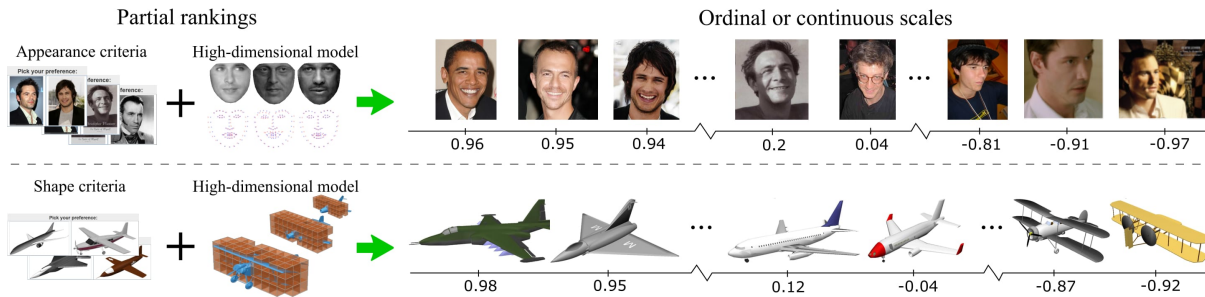 Partial rankings
Ordinal or continuous scales
Appearance criteria
High-dimensional model
Pick your preference:
0.96 0.95 0.94 0.2 0.04 -0.81 -0.91 -0.97
Shape criteria
High-dimensional model
Pick your preference:
0.98 0.95 0.12 -0.04 -0.87 -0.92